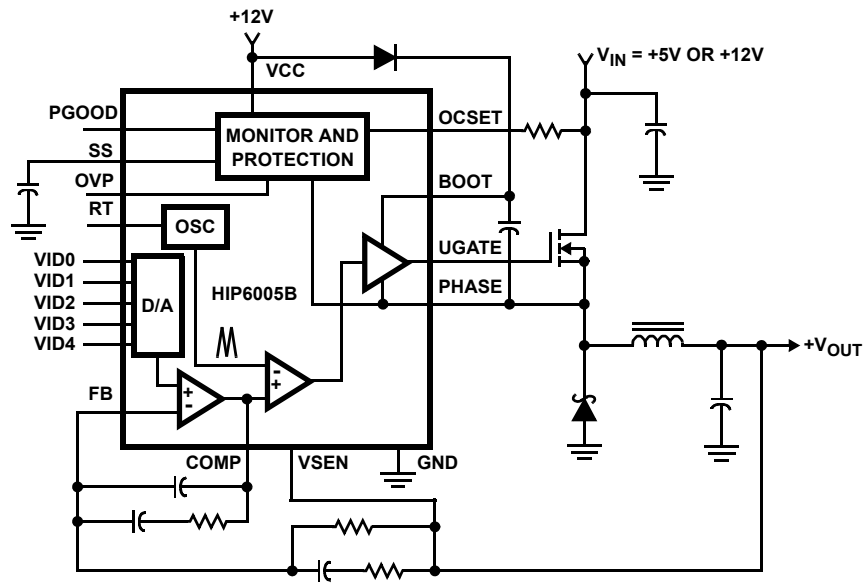 +12V
VCC
V_IN = +5V OR +12V
PGOOD
MONITOR AND
PROTECTION
OCSET
SS
OVP
BOOT
RT
OSC
UGATE
VID0
VID1
VID2
VID3
VID4
D/A
HIP6005B
PHASE
+V_OUT
-
+
+
-
FB
COMP
VSEN
GND